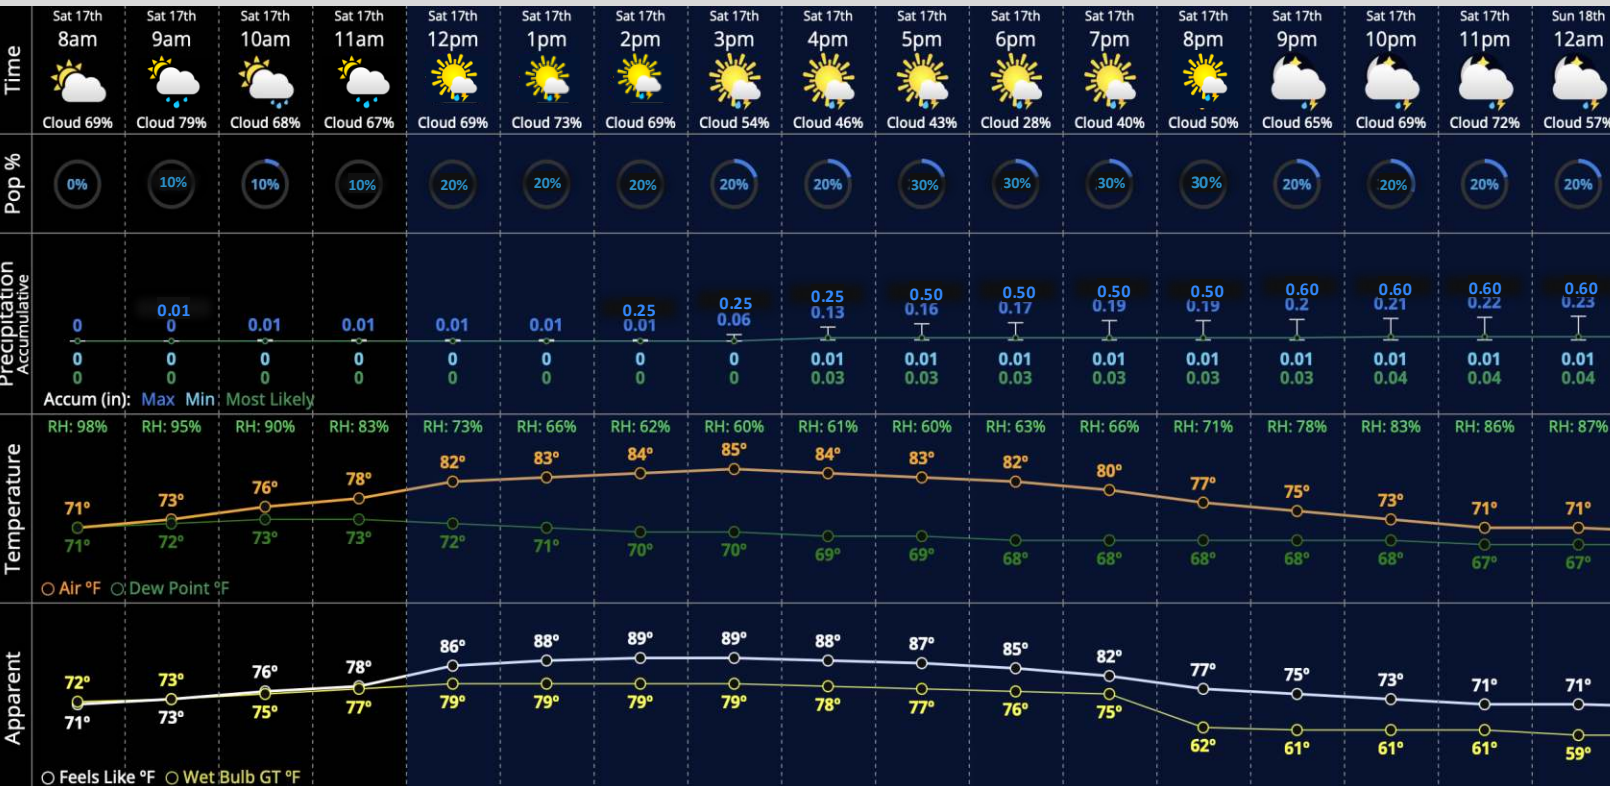 Time
Sat 17th Sat 17th Sat 17th Sat 17th Sat 17th Sat 17th Sat 17th Sat 17th Sat 17th Sat 17th Sat 17th Sat 17th Sat 17th Sat 17th Sat 17th Sat 17th Sun 18th
8am 9am 10am 11am 12pm 1pm 2pm 3pm 4pm 5pm 6pm 7pm 8pm 9pm 10pm 11pm 12am
Cloud 69% Cloud 79% Cloud 68% Cloud 67% Cloud 69% Cloud 73% Cloud 69% Cloud 54% Cloud 46% Cloud 43% Cloud 28% Cloud 40% Cloud 50% Cloud 65% Cloud 69% Cloud 72% Cloud 57%
Pop %
0% 10% 10% 10% 20% 20% 20% 20% 20% 30% 30% 30% 30% 20% 20% 20% 20%
Precipitation
Accumulative
0.01 0.25 0.25 0.25 0.50 0.50 0.50 0.50 0.60 0.60 0.60 0.60
0 0 0.01 0.01 0.01 0.01 0.01 0.06 0.13 0.16 0.17 0.19 0.19 0.2 0.21 0.22 0.23
0 0 0 0 0 0 0 0 0.01 0.01 0.01 0.01 0.01 0.01 0.01 0.01 0.01
0 0 0 0 0 0 0 0 0.03 0.03 0.03 0.03 0.03 0.03 0.04 0.04 0.04
Accum (in): Max Min Most Likely
Temperature
RH: 98% RH: 95% RH: 90% RH: 83% RH: 73% RH: 66% RH: 62% RH: 60% RH: 61% RH: 60% RH: 63% RH: 66% RH: 71% RH: 78% RH: 83% RH: 86% RH: 87%
71° 73° 76° 78° 82° 83° 84° 85° 84° 83° 82° 80° 77° 75° 73° 71° 71°
71° 72° 73° 73° 72° 71° 70° 70° 69° 69° 68° 68° 68° 68° 68° 67° 67°
Air °F Dew Point °F
Apparent
72° 73° 76° 78° 86° 88° 89° 89° 88° 87° 85° 82° 77° 75° 73° 71° 71°
71° 73° 75° 77° 79° 79° 79° 79° 78° 77° 76° 75° 62° 61° 61° 61° 59°
Feels Like °F Wet Bulb GT °F